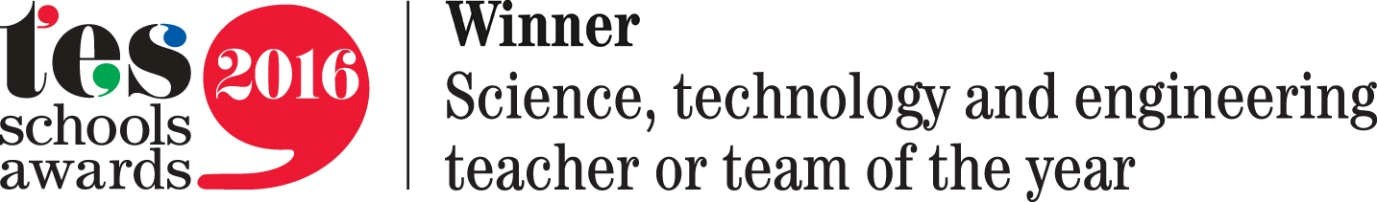 tes
schools
awards
2016
Winner
Science, technology and engineering
teacher or team of the year